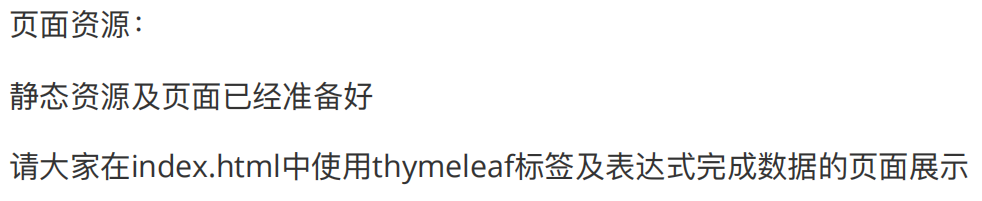 页面资源：
静态资源及页面已经准备好
请大家在index.html中使用thymeleaf标签及表达式完成数据的页面展示